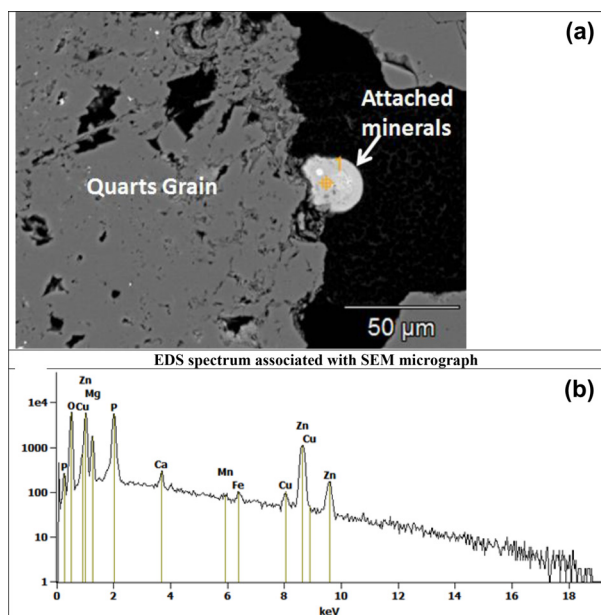 (a)
Attached
minerals
1
Quarts Grain
50 µm
EDS spectrum associated with SEM micrograph
(b)
Zn
1e4 O Cu Mg P
Zn
1000 Cu
P Ca Zn
100 Mn Fe Cu
10
1
0 2 4 6 8 10 12 14 16 18
keV